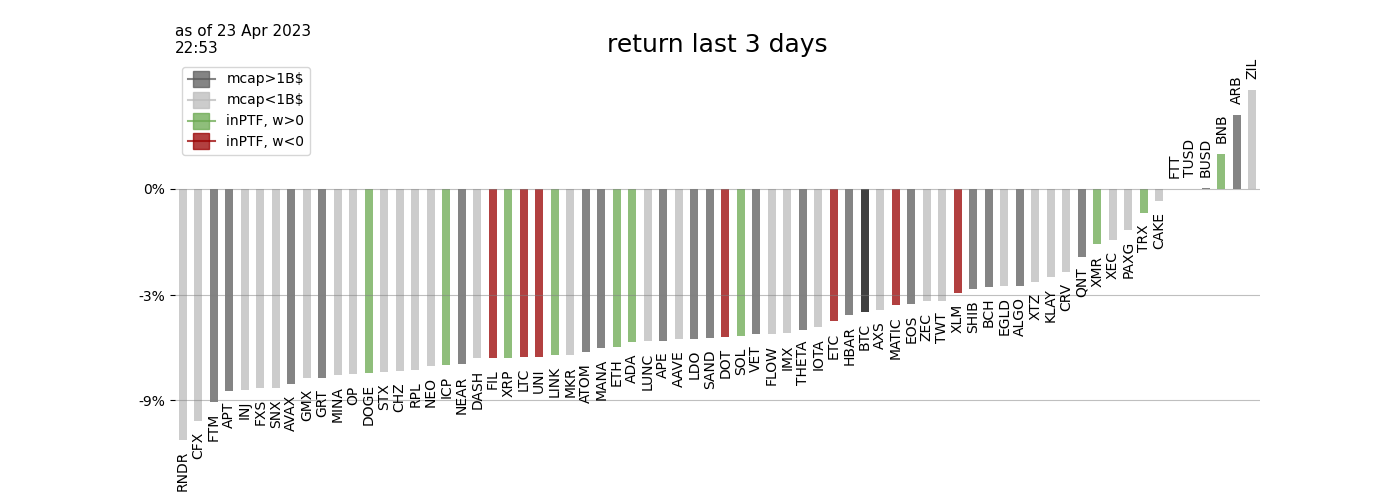 as of 23 Apr 2023
22:53
return last 3 days
mcap>1B$
mcap<1B$
inPTF, w>0
inPTF, w<0
0%
-3%
-9%
RNDR
CFX
FTM
APT
INJ
FXS
SNX
AVAX
GMX
GRT
MINA
OP
DOGE
STX
CHZ
RPL
NEO
ICP
NEAR
DASH
FIL
XRP
LTC
UNI
LINK
MKR
ATOM
MANA
ETH
ADA
LUNC
APE
AAVE
LDO
SAND
DOT
SOL
VET
FLOW
IMX
THETA
IOTA
ETC
HBAR
BTC
AXS
MATIC
EOS
ZEC
TWT
XLM
SHIB
BCH
EGLD
ALGO
XTZ
KLAY
CRV
QNT
XMR
XEC
PAXG
TRX
CAKE
FTT
TUSD
BUSD
BNB
ARB
ZIL